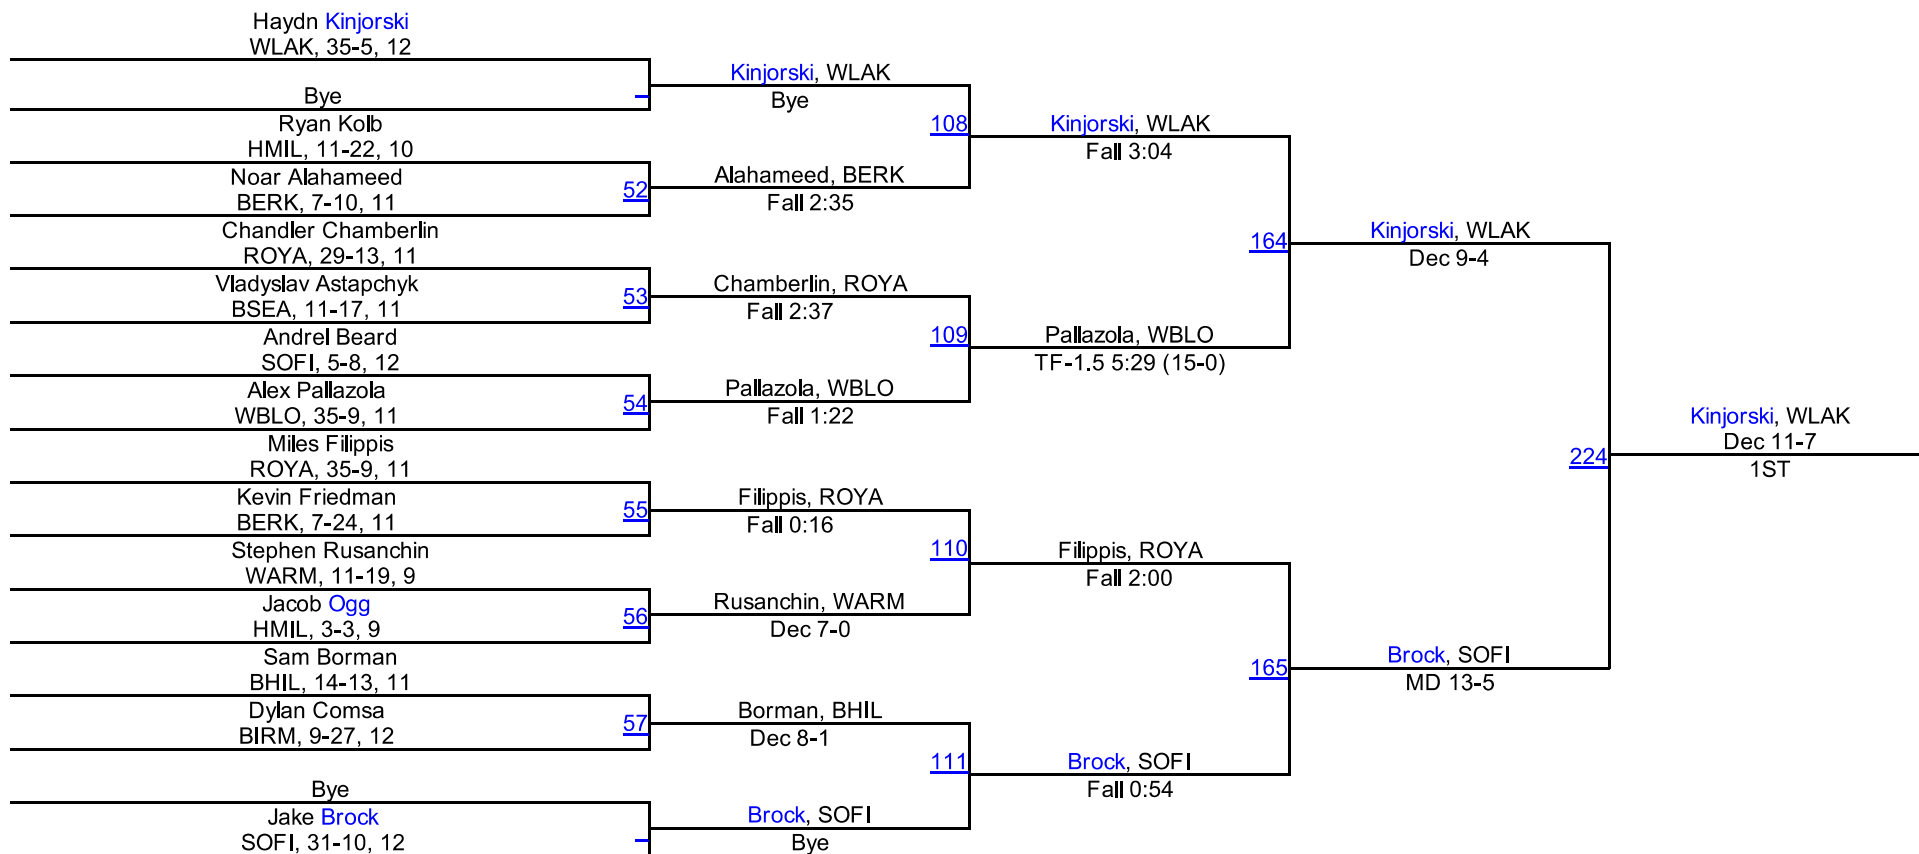 Haydn Kinjorski
WLAK, 35-5, 12
Bye
Ryan Kolb
HMIL, 11-22, 10
Noar Alahameed
BERK, 7-10, 11
52
Chandler Chamberlin
ROYA, 29-13, 11
Vladyslav Astapchyk
BSEA, 11-17, 11
53
Andrel Beard
SOFI, 5-8, 12
Alex Pallazola
WBLO, 35-9, 11
54
Miles Filippis
ROYA, 35-9, 11
Kevin Friedman
BERK, 7-24, 11
55
Stephen Rusanchin
WARM, 11-19, 9
Jacob Ogg
HMIL, 3-3, 9
56
Sam Borman
BHIL, 14-13, 11
Dylan Comsa
BIRM, 9-27, 12
57
Bye
Jake Brock
SOFI, 31-10, 12
Kinjorski, WLAK
Bye
108
Alahameed, BERK
Fall 2:35
Chamberlin, ROYA
Fall 2:37
109
Pallazola, WBLO
Fall 1:22
Filippis, ROYA
Fall 0:16
110
Rusanchin, WARM
Dec 7-0
Borman, BHIL
Dec 8-1
111
Brock, SOFI
Bye
Kinjorski, WLAK
Fall 3:04
164
Pallazola, WBLO
TF-1.5 5:29 (15-0)
Filippis, ROYA
Fall 2:00
165
Brock, SOFI
Fall 0:54
Kinjorski, WLAK
Dec 9-4
224
Brock, SOFI
MD 13-5
Kinjorski, WLAK
Dec 11-7
1ST